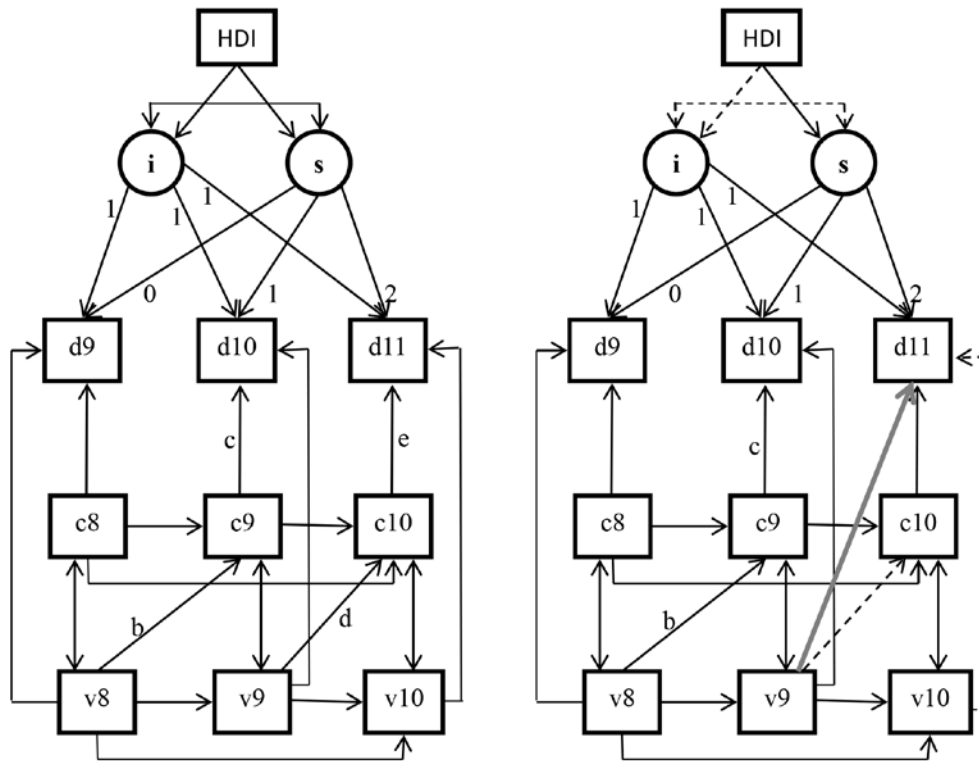 HDI HDI
i s i s
1 1 1 1 1 1
0 1 2 0 1 2
d9 d10 d11 d9 d10 d11
c e c
c8 c9 c10 c8 c9 c10
b d b
v8 v9 v10 v8 v9 v10